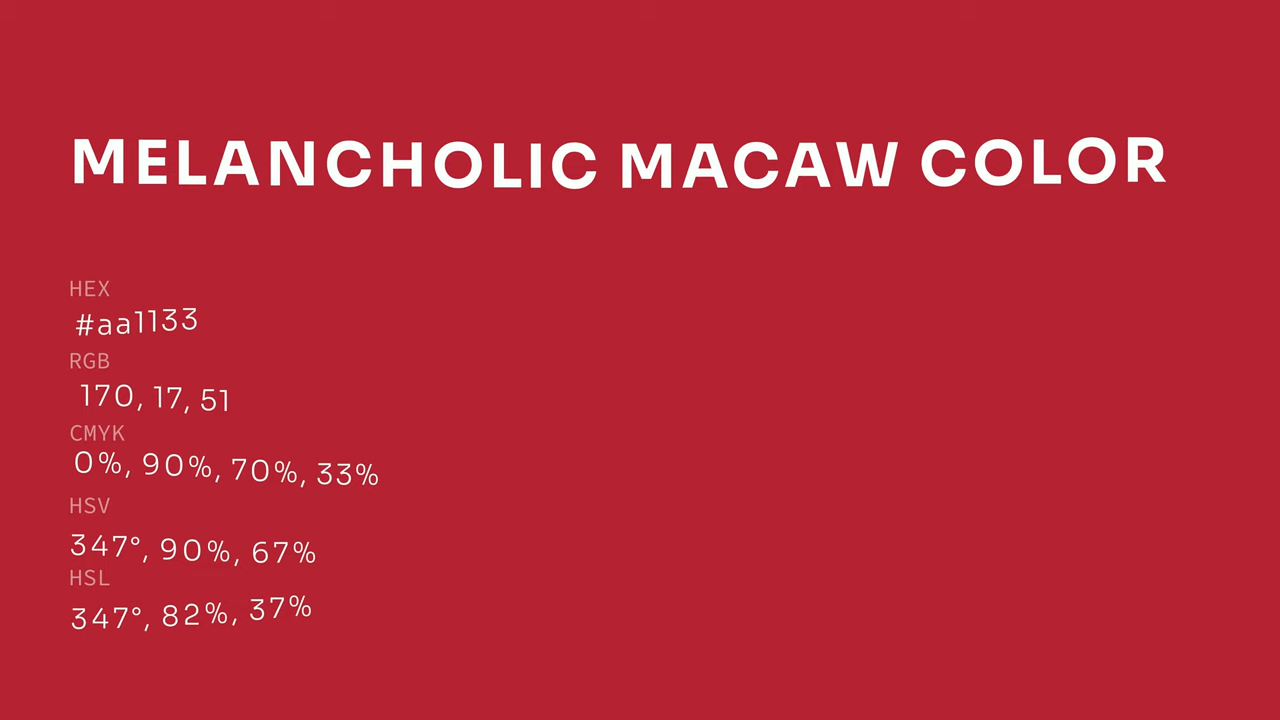 MELANCHOLIC MACAW COLOR
HEX
#aa1133
RGB
170, 17, 51
CMYK
0%, 90%, 70%, 33%
HSV
347°, 90%, 67%
HSL
347°, 82%, 37%